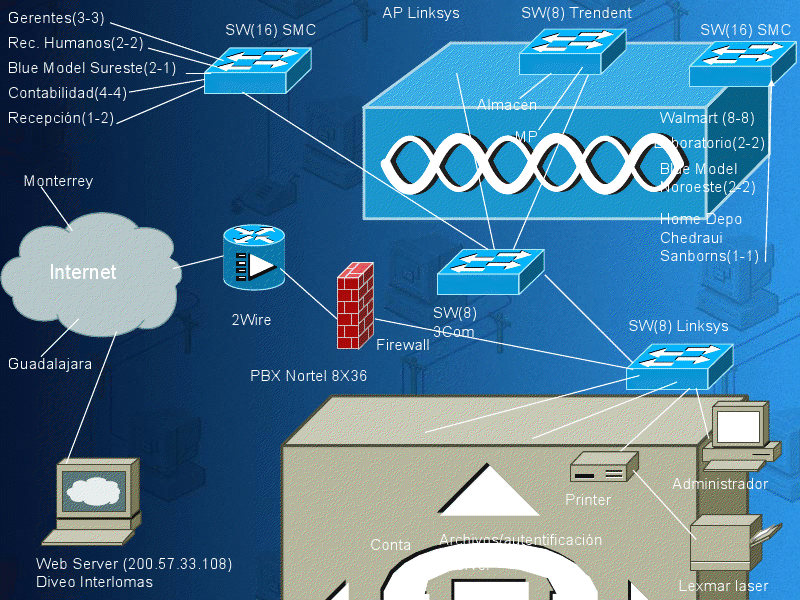 Gerentes(3-3)
Rec. Humanos(2-2)
Blue Model Sureste(2-1)
Contabilidad(4-4)
Recepción(1-2)
SW(16) SMC
AP Linksys
SW(8) Trendent
SW(16) SMC
Almacen
MP
Walmart (8-8)
Laboratorio(2-2)
Blue Model
Noroeste(2-2)
Home Depo
Chedraui
Sanborns(1-1)
Monterrey
Internet
Guadalajara
2Wire
Firewall
SW(8)
3Com
SW(8) Linksys
PBX Nortel 8X36
Administrador
Printer
Conta
Archivos/autentificación
Lexmar laser
Web Server (200.57.33.108)
Diveo Interlomas